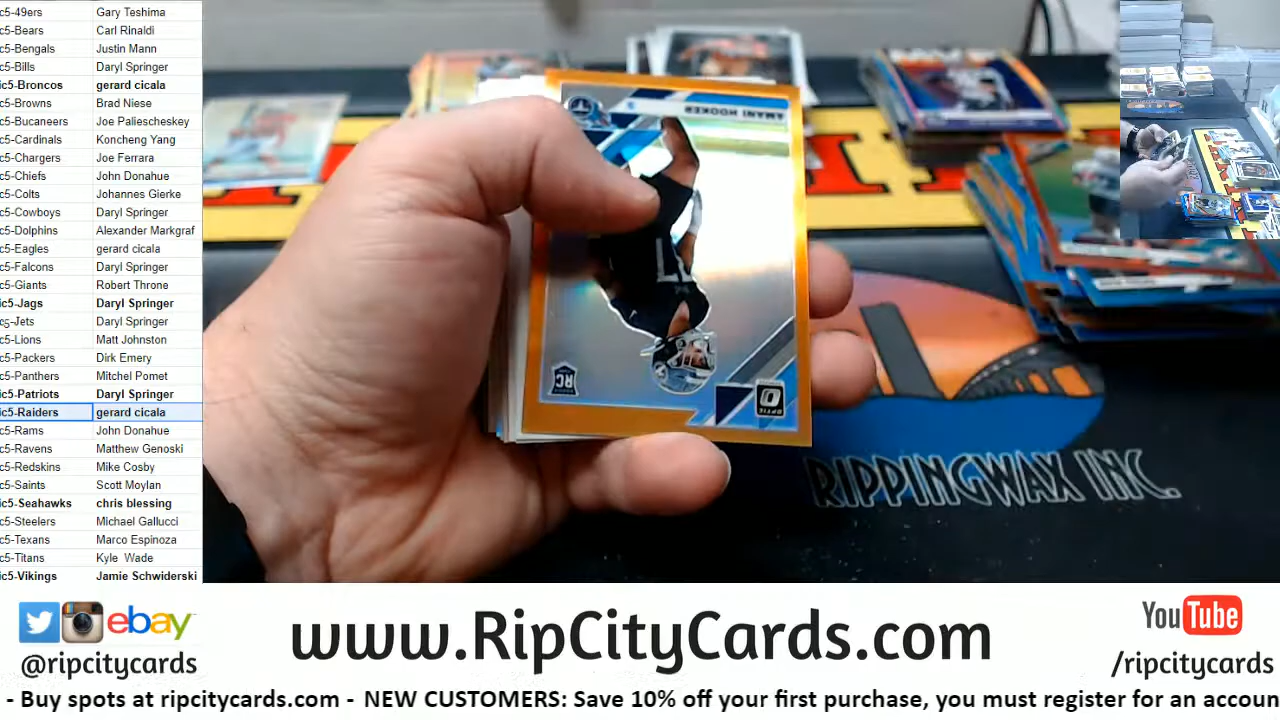 c5-49ers Gary Teshima
c5-Bears Carl Rinaldi
c5-Bengals Justin Mann
c5-Bills Daryl Springer
ic5-Broncos gerard cicala
c5-Browns Brad Niese
c5-Bucaneers Joe Paliescheskey
c5-Cardinals Koncheng Yang
c5-Chargers Joe Ferrara
c5-Chiefs John Donahue
c5-Colts Johannes Gierke
c5-Cowboys Daryl Springer
c5-Dolphins Alexander Markgraf
c5-Eagles gerard cicala
c5-Falcons Daryl Springer
c5-Giants Robert Throne
ic5-Jags Daryl Springer
c5-Jets Daryl Springer
c5-Lions Matt Johnston
c5-Packers Dirk Emery
c5-Panthers Mitchel Pomet
ic5-Patriots Daryl Springer
ic5-Raiders gerard cicala
c5-Rams John Donahue
c5-Ravens Matthew Genoski
c5-Redskins Mike Cosby
c5-Saints Scott Moylan
ic5-Seahawks chris blessing
c5-Steelers Michael Gallucci
c5-Texans Marco Espinoza
c5-Titans Kyle Wade
ic5-Vikings Jamie Schwiderski
AMANI HOOKER
RC
OPTIC
RIPPINGWAX INC.
ebay
@ripcitycards
www.RipCityCards.com
YouTube
/ripcitycards
- Buy spots at ripcitycards.com - NEW CUSTOMERS: Save 10% off your first purchase, you must register for an accoun